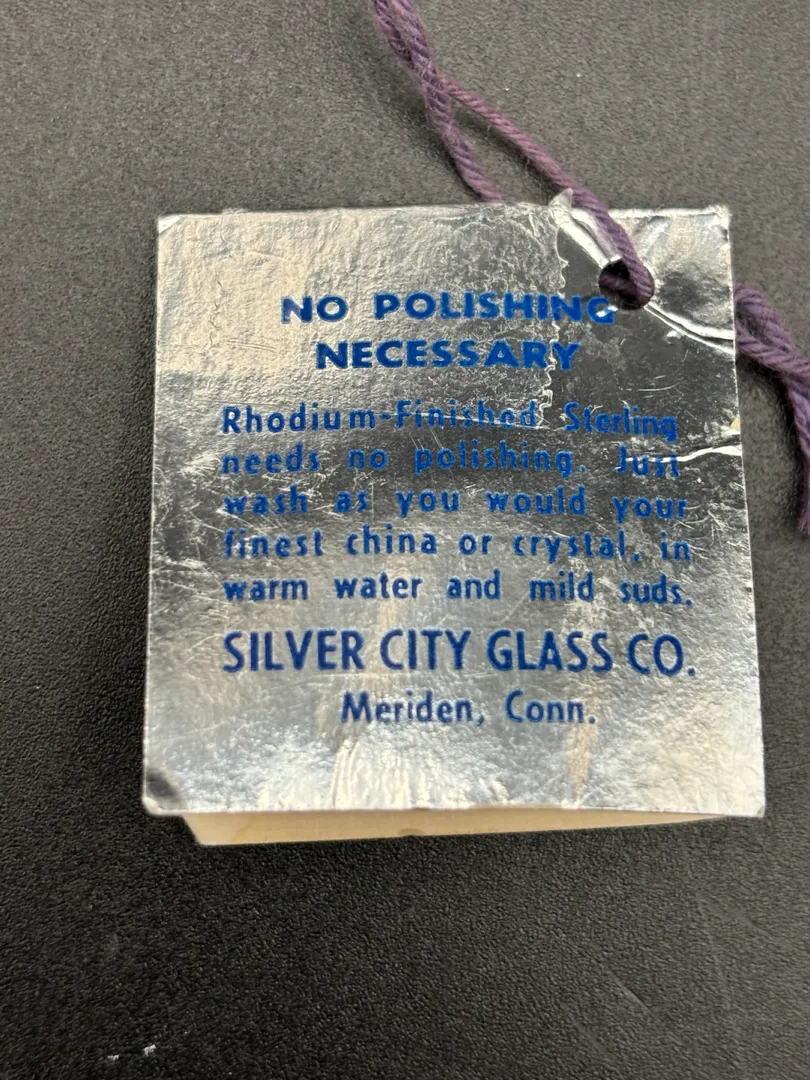 NO POLISHING
NECESSARY
Rhodium-Finished Sterling
needs no polishing. Just
wash as you would your
finest china or crystal, in
warm water and mild suds.
SILVER CITY GLASS CO.
Meriden, Conn.